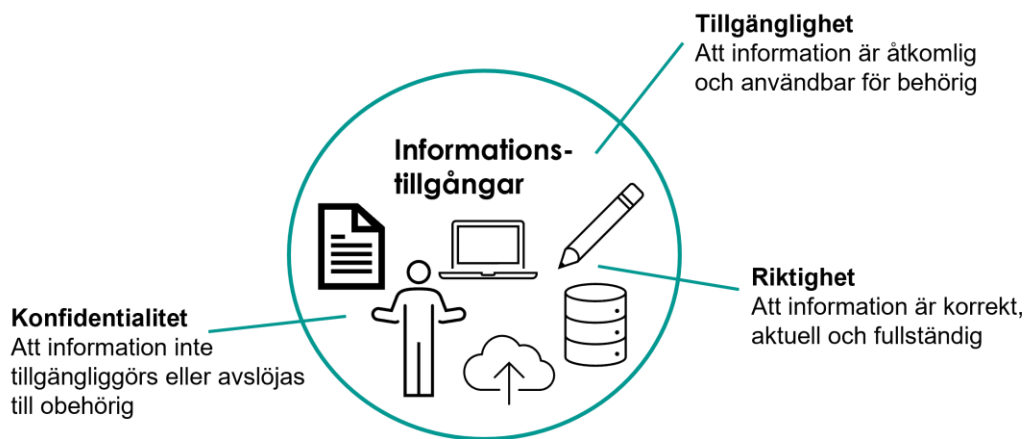 Tillgänglighet
Att information är åtkomlig
och användbar för behörig
Informations-
tillgångar
Riktighet
Att information är korrekt,
aktuell och fullständig
Konfidentialitet
Att information inte
tillgängliggörs eller avslöjas
till obehörig